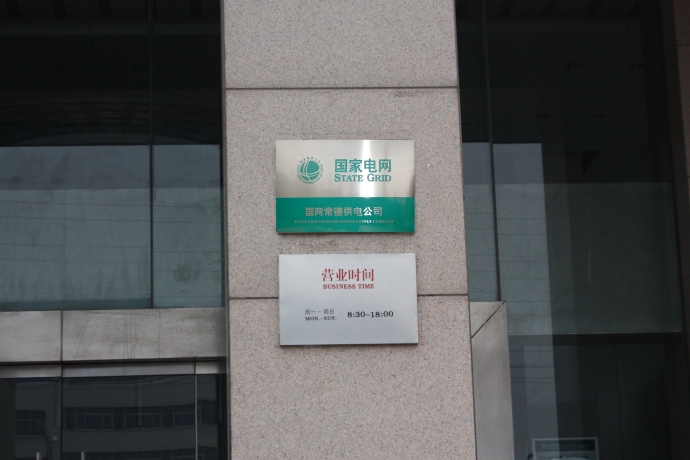 国家电网
STATE GRID
国网常德供电公司
营业时间
BUSINESS TIME
周一 - 周日 8:30~18:00
MON. - SUN.